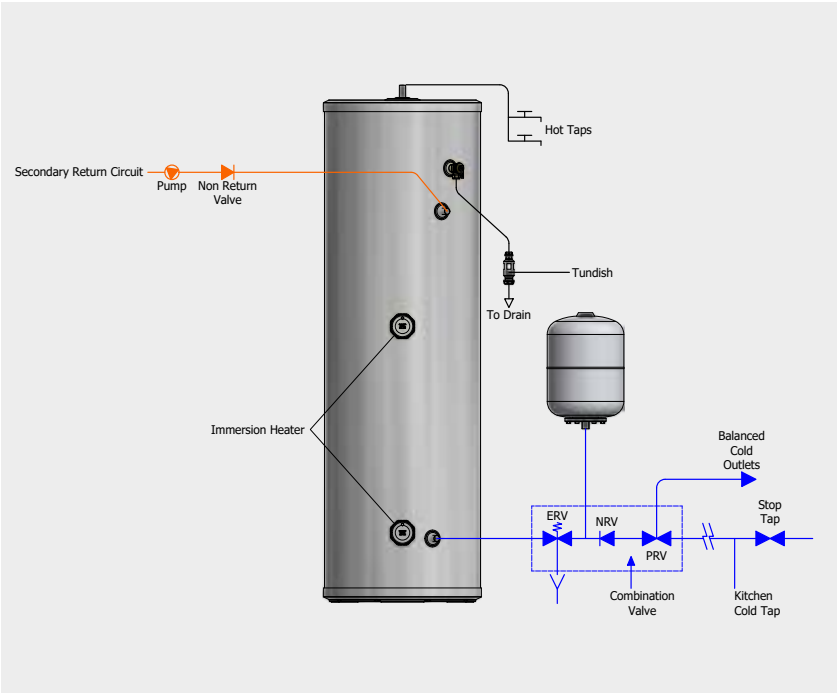 Hot Taps
Secondary Return Circuit
Pump
Non Return
Valve
Tundish
To Drain
Immersion Heater
Balanced
Cold
Outlets
Stop
Tap
ERV
NRV
PRV
Combination
Valve
Kitchen
Cold Tap